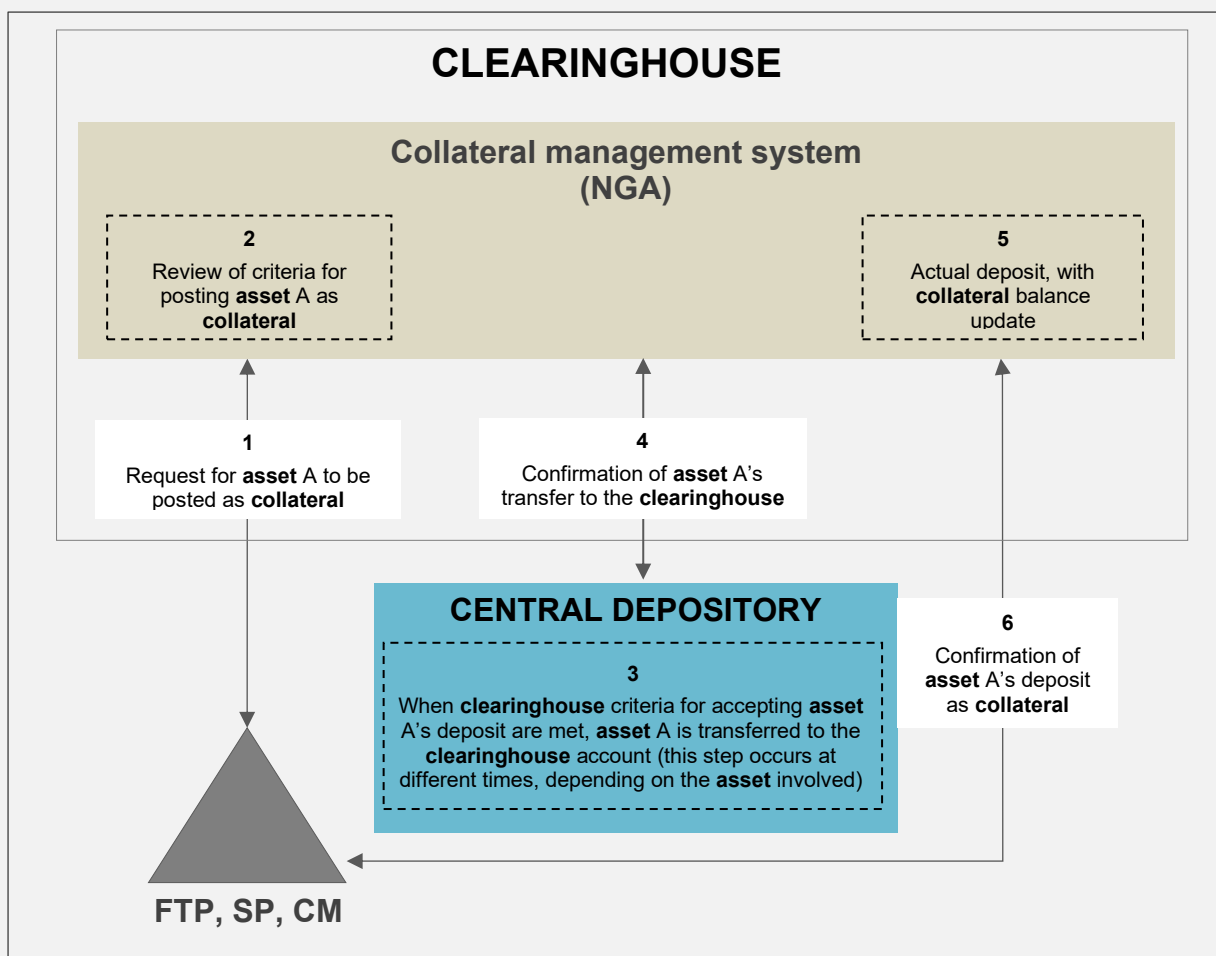 CLEARINGHOUSE
Collateral management system
(NGA)
2
Review of criteria for
posting asset A as
collateral
5
Actual deposit, with
collateral balance
update
1
Request for asset A to be
posted as collateral
4
Confirmation of asset A’s
transfer to the clearinghouse
CENTRAL DEPOSITORY
3
When clearinghouse criteria for accepting asset
A’s deposit are met, asset A is transferred to the
clearinghouse account (this step occurs at
different times, depending on the asset involved)
6
Confirmation of
asset A’s deposit
as collateral
FTP, SP, CM